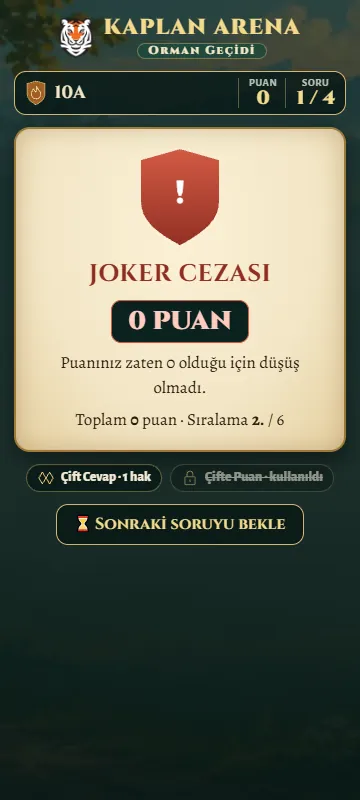 KAPLAN ARENA
Orman Geçidi
10A
PUAN
0
SORU
1 / 4
!
JOKER CEZASI
0 PUAN
Puanınız zaten 0 olduğu için düşüş
olmadı.
Toplam 0 puan · Sıralama 2. / 6
Çift Cevap · 1 hak
Çifte Puan · kullanıldı
Sonraki soruyu bekle